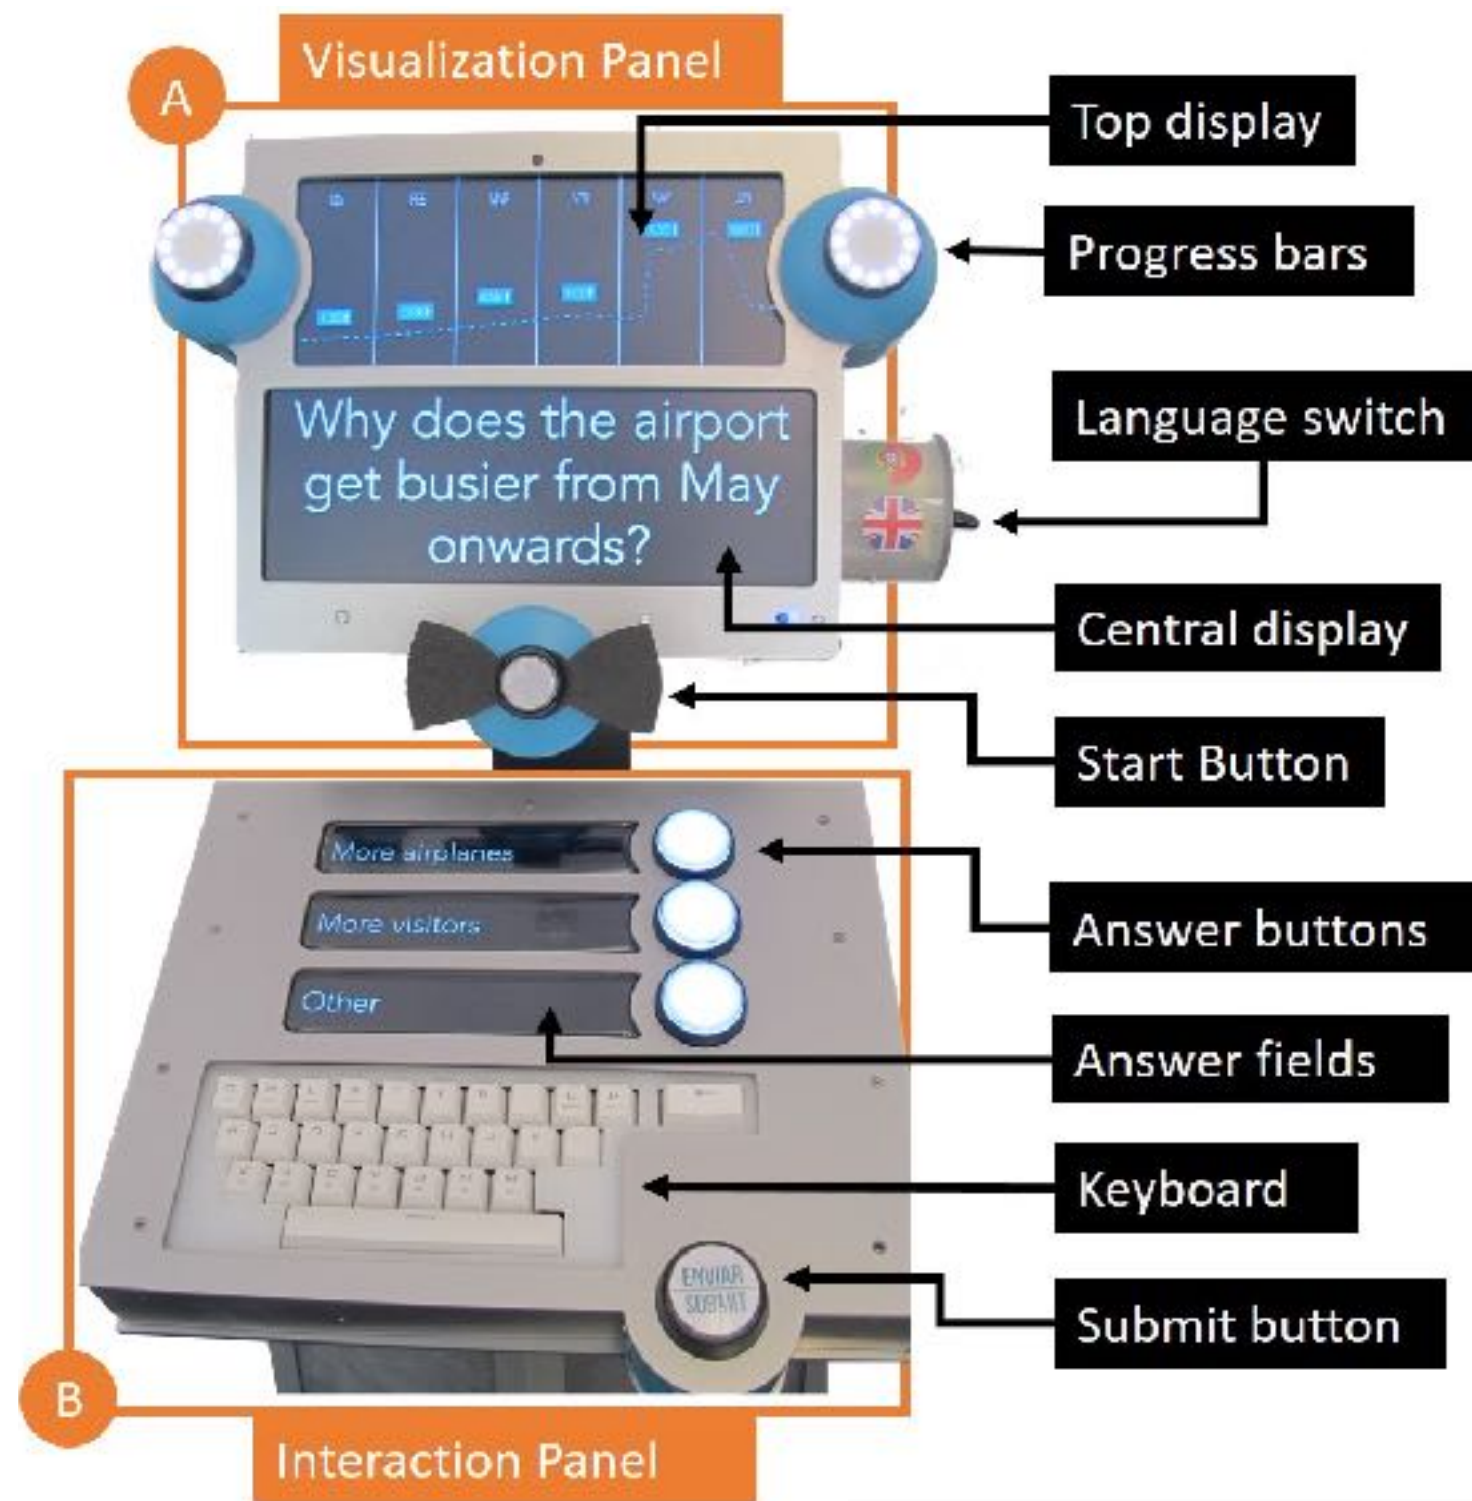 Visualization Panel
A
Top display
Progress bars
Language switch
Why does the airport
get busier from May
onwards?
Central display
Start Button
More airplanes
More visitors
Other
Answer buttons
Answer fields
Keyboard
ENVIAR
SUBMIT
Submit button
B
Interaction Panel